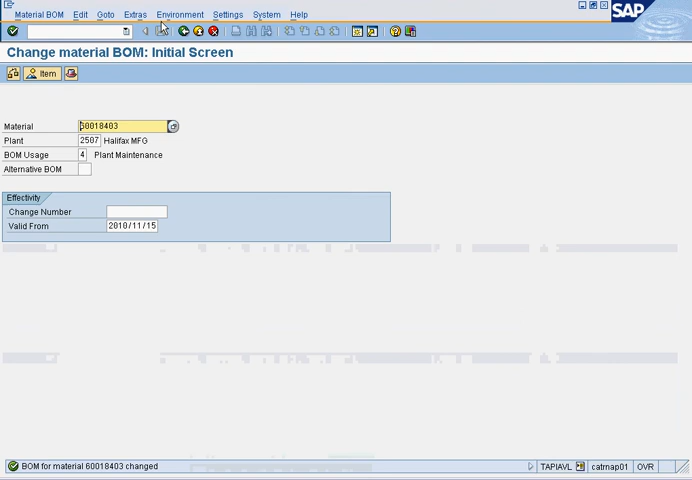 Material BOM Edit Goto Extras Environment Settings System Help
SAP
Change material BOM: Initial Screen
Item
Material 60018403
Plant 2507 Halifax MFG
BOM Usage 4 Plant Maintenance
Alternative BOM
Effectivity
Change Number
Valid From 2010/11/15
BOM for material 60018403 changed TAPIAVL catrnap01 OVR